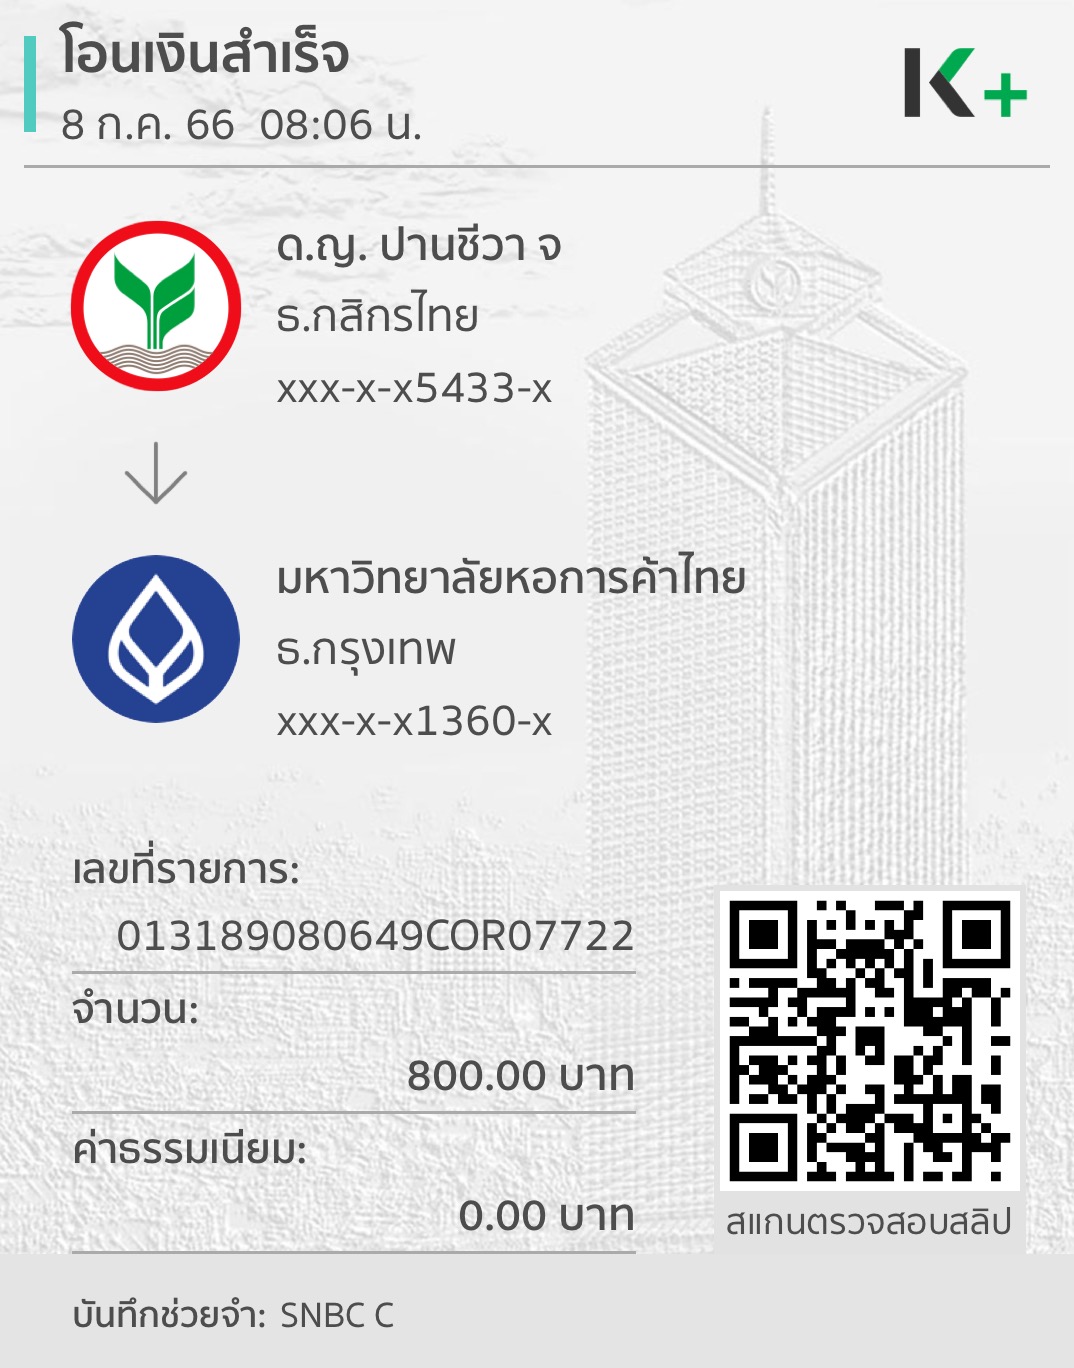 โอนเงินสำเร็จ
8 ก.ค. 66 08:06 น.
K+
ด.ญ. ปานชีวา จ
ธ.กสิกรไทย
xxx-x-x5433-x
มหาวิทยาลัยหอการค้าไทย
ธ.กรุงเทพ
xxx-x-x1360-x
เลขที่รายการ:
013189080649COR07722
จำนวน:
800.00 บาท
ค่าธรรมเนียม:
0.00 บาท
สแกนตรวจสอบสลิป
บันทึกช่วยจำ: SNBC C